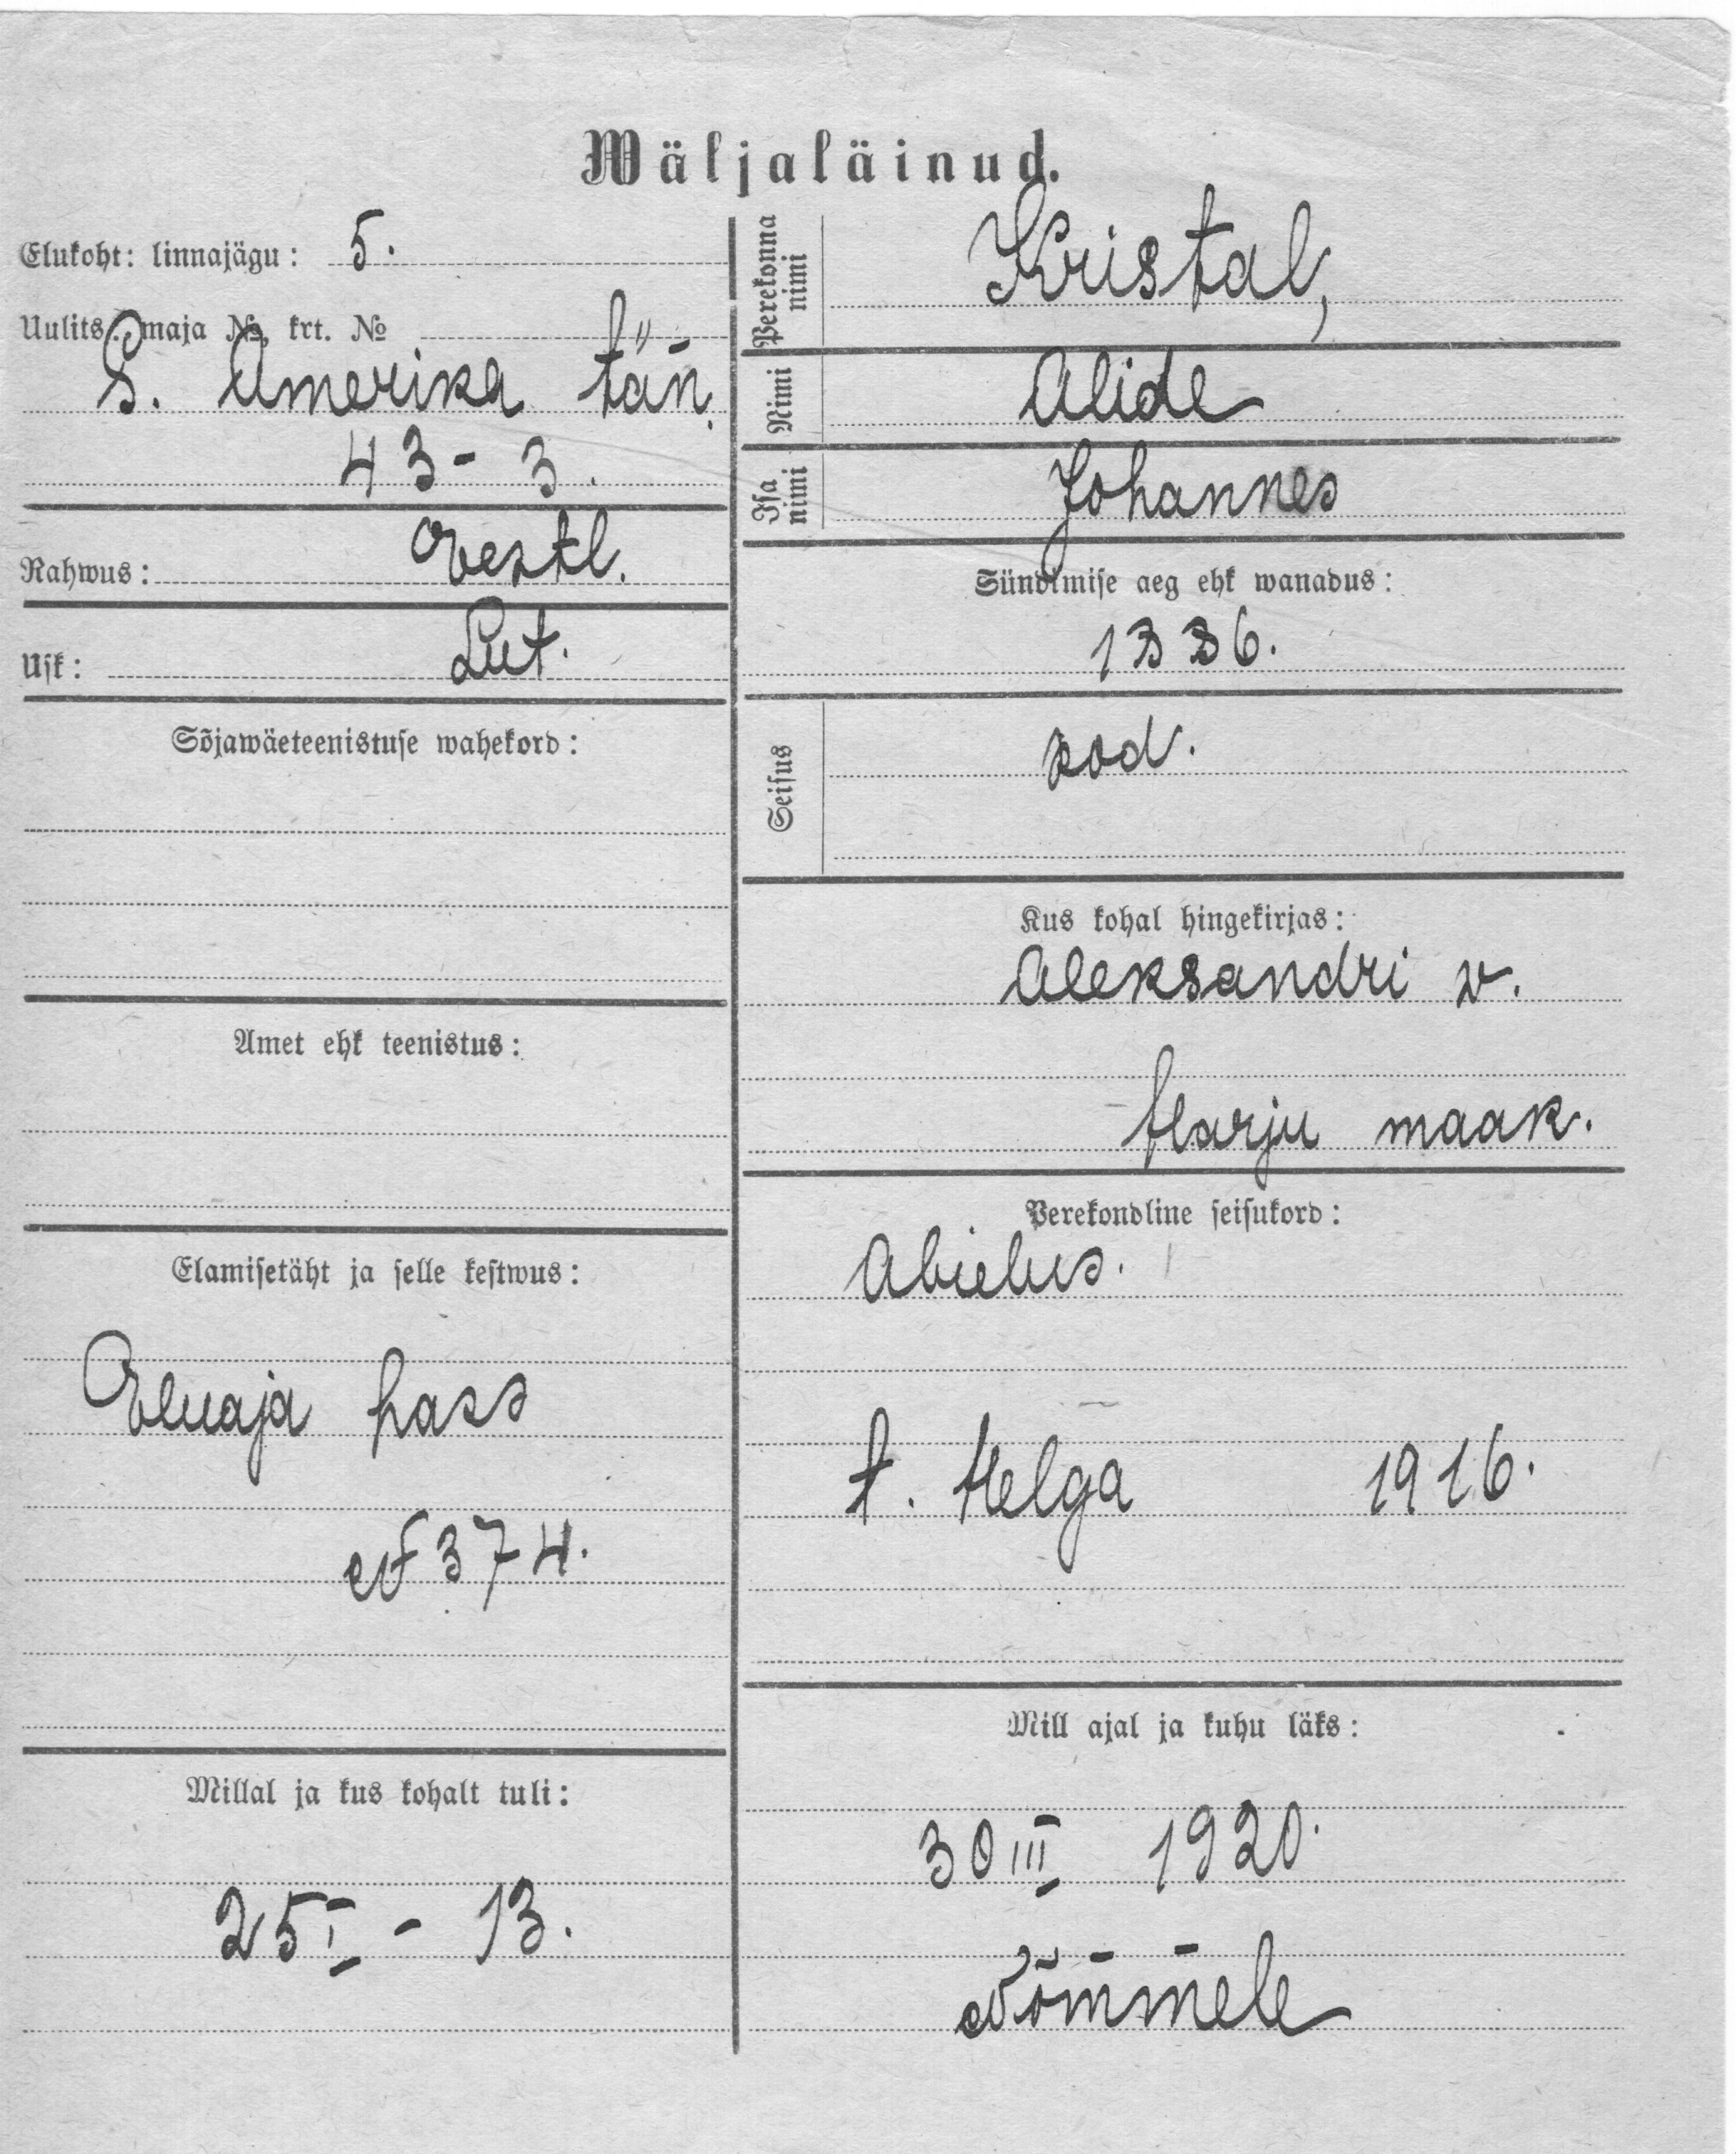 Wäljaläinud.
Elukoht: linnajägu: 5.
Uulits, maja №, krt. №
S. Amerika tän.
43 - 3.
Rahwus: Eestl.
Usk: Lut.
Sõjawäeteenistuse wahekord:
Amet ehk teenistus:
Elamisetäht ja selle kestwus:
Eluaja pass
№ 374.
Millal ja kus kohalt tuli:
25 I - 13.
Perekonna nimi
Kristal,
Nimi
Alide
Isa nimi
Johannes
Sündimise aeg ehk wanadus:
1886.
Seisus
kod.
Kus kohal hingekirjas:
Aleksandri v.
Harju maak.
Perekondline seisukord:
Abielus.
t. Helga 1916.
Mill ajal ja kuhu läks:
30 III 1920.
Nõmmele